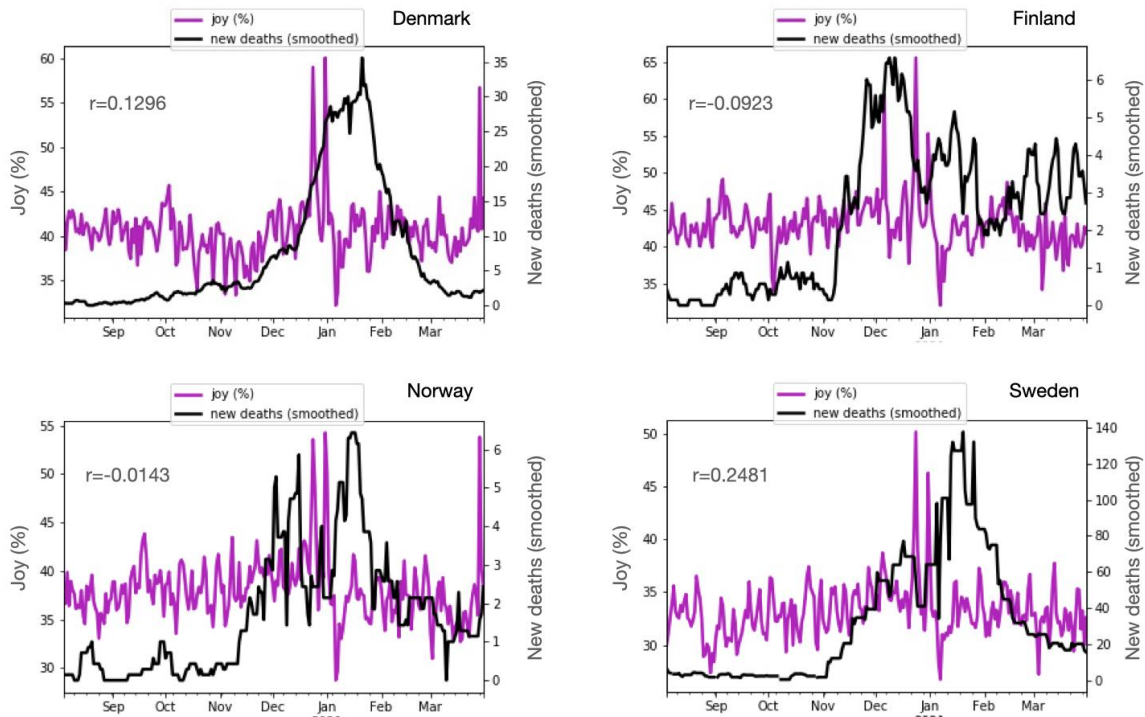 Denmark
joy (%)
new deaths (smoothed)
r=0.1296
Joy (%)
60
55
50
45
40
35
New deaths (smoothed)
35
30
25
20
15
10
5
0
Sep Oct Nov Dec Jan Feb Mar
Finland
joy (%)
new deaths (smoothed)
r=-0.0923
Joy (%)
65
60
55
50
45
40
35
New deaths (smoothed)
6
5
4
3
2
1
0
Sep Oct Nov Dec Jan Feb Mar
Norway
joy (%)
new deaths (smoothed)
r=-0.0143
Joy (%)
55
50
45
40
35
30
New deaths (smoothed)
6
5
4
3
2
1
0
Sep Oct Nov Dec Jan Feb Mar
Sweden
joy (%)
new deaths (smoothed)
r=0.2481
Joy (%)
50
45
40
35
30
New deaths (smoothed)
140
120
100
80
60
40
20
0
Sep Oct Nov Dec Jan Feb Mar